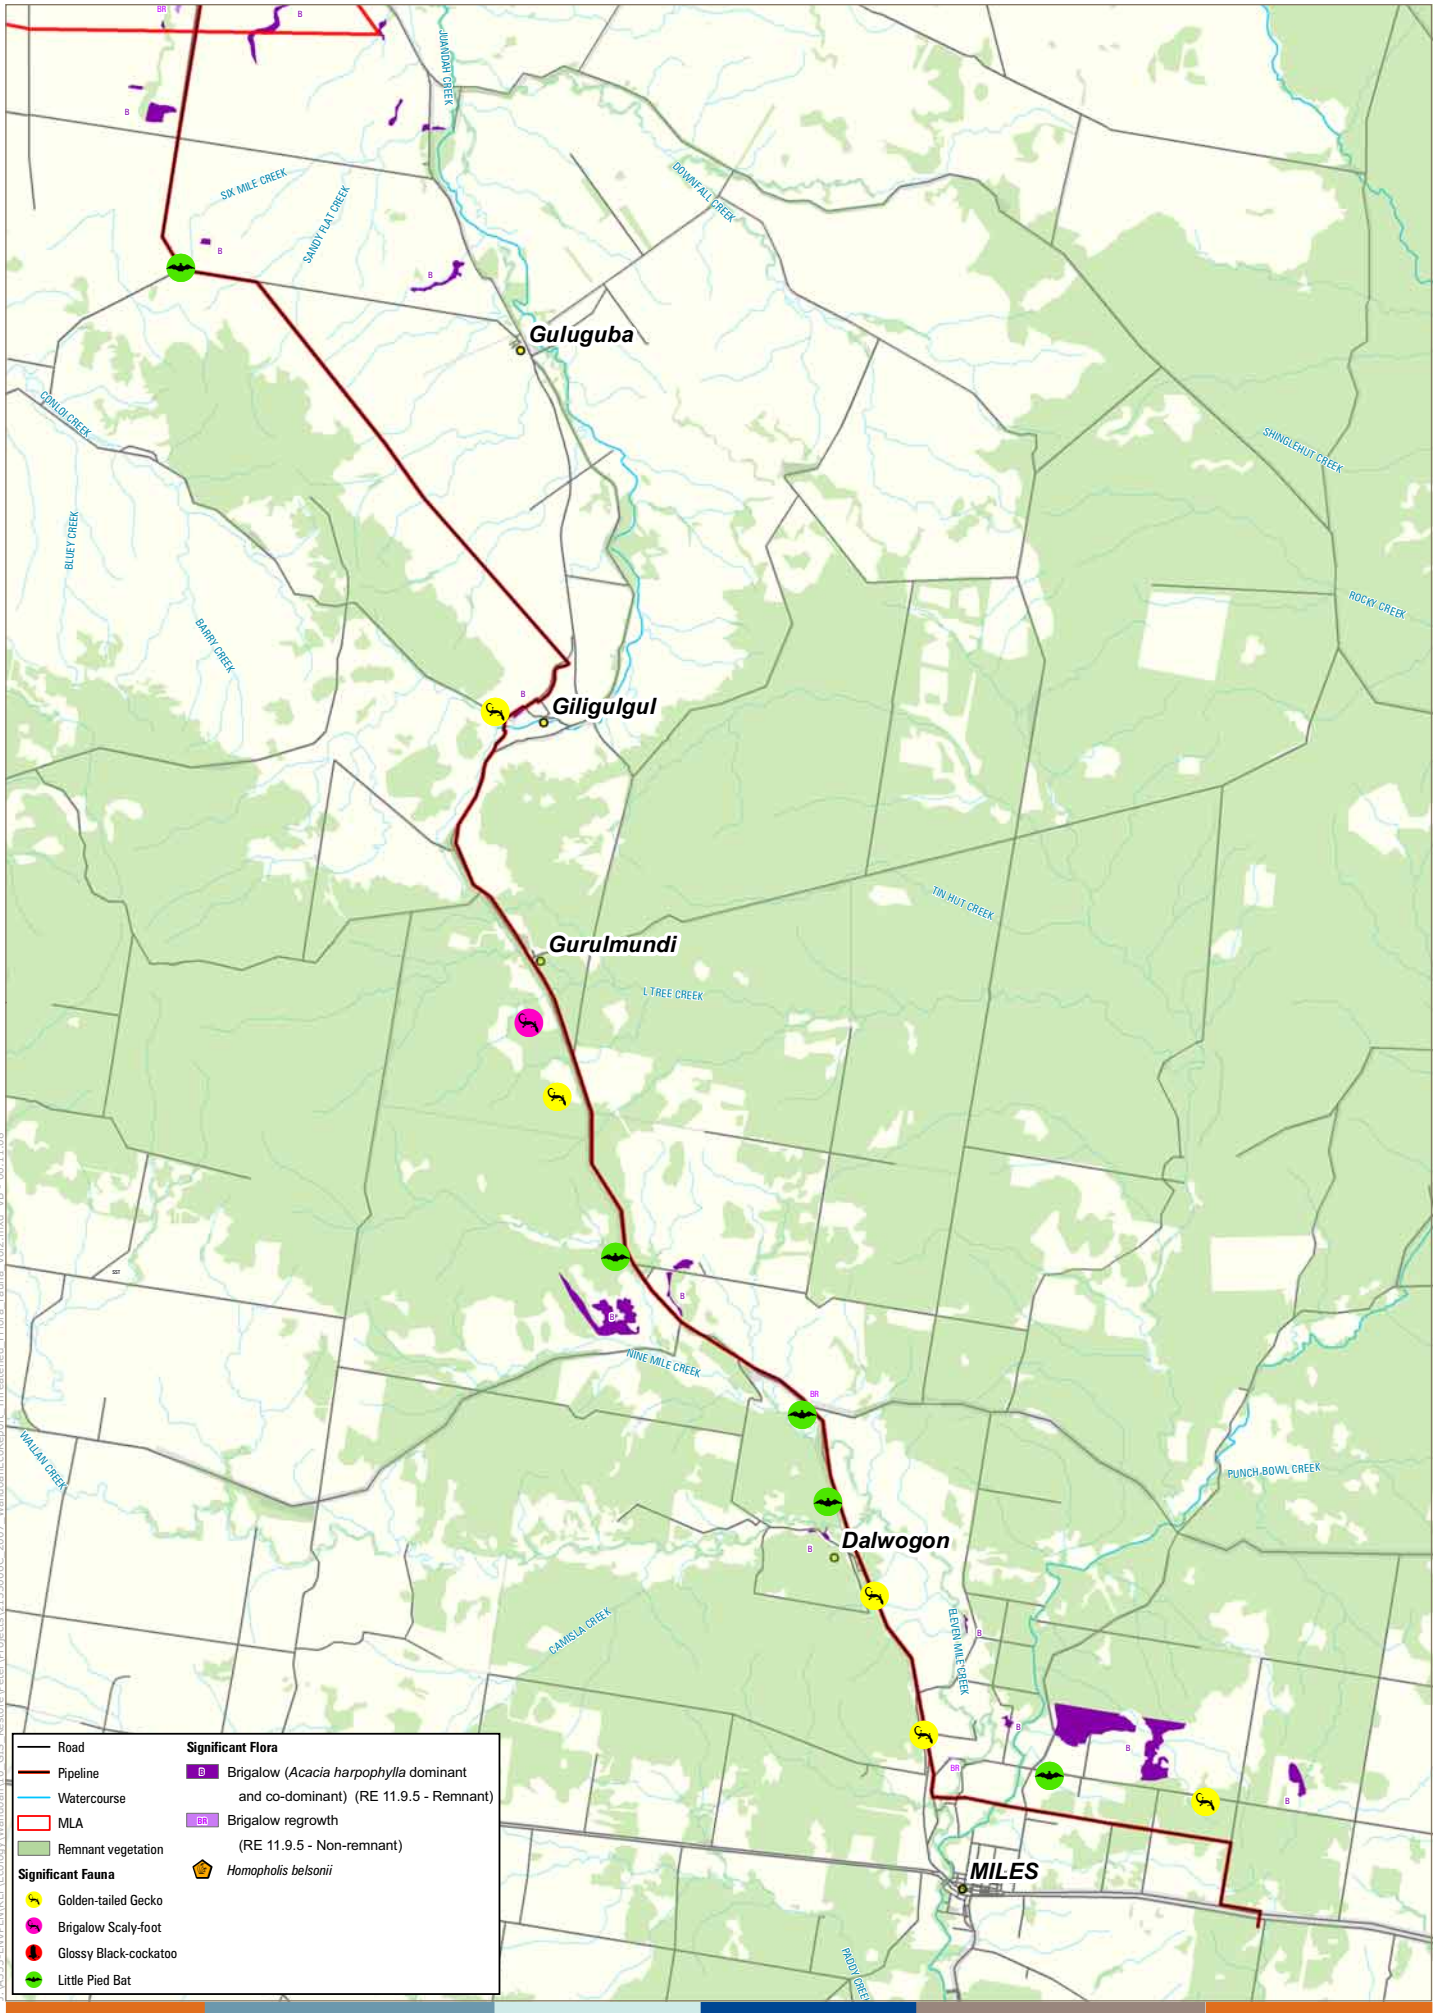 BR
B
JUANDAH CREEK
B
DOWNFALL CREEK
SIX MILE CREEK
SANDY FLAT CREEK
B
B
Guluguba
CONLOI CREEK
SHINGLEHUT CREEK
BLUEY CREEK
ROCKY CREEK
BARRY CREEK
B
Giligulgul
TIN HUT CREEK
Gurulmundi
L TREE CREEK
B
B
NINE MILE CREEK
BR
WALLAN CREEK
PUNCH BOWL CREEK
Dalwogon
B
CAMISLA CREEK
ELEVEN MILE CREEK
B
B
B
BR
B
MILES
PADDY CREEK
Road
Pipeline
Watercourse
MLA
Remnant vegetation
Significant Fauna
Golden-tailed Gecko
Brigalow Scaly-foot
Glossy Black-cockatoo
Little Pied Bat
Significant Flora
B Brigalow (Acacia harpophylla dominant
and co-dominant) (RE 11.9.5 - Remnant)
BR Brigalow regrowth
(RE 11.9.5 - Non-remnant)
Homopholis belsonii